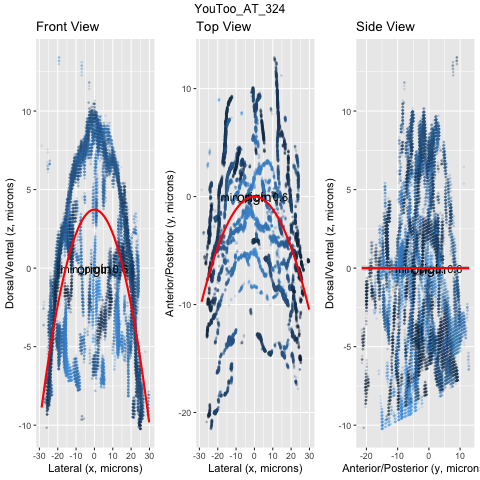 YouToo_AT_324
Front View
Top View
Side View
Dorsal/Ventral (z, microns)
10
5
0
-5
-10
-30 -20 -10 0 10 20 30
Lateral (x, microns)
Anterior/Posterior (y, microns)
10
0
-10
-20
-30 -20 -10 0 10 20 30
Lateral (x, microns)
Dorsal/Ventral (z, microns)
10
5
0
-5
-10
-20 -10 0 10
Anterior/Posterior (y, micron